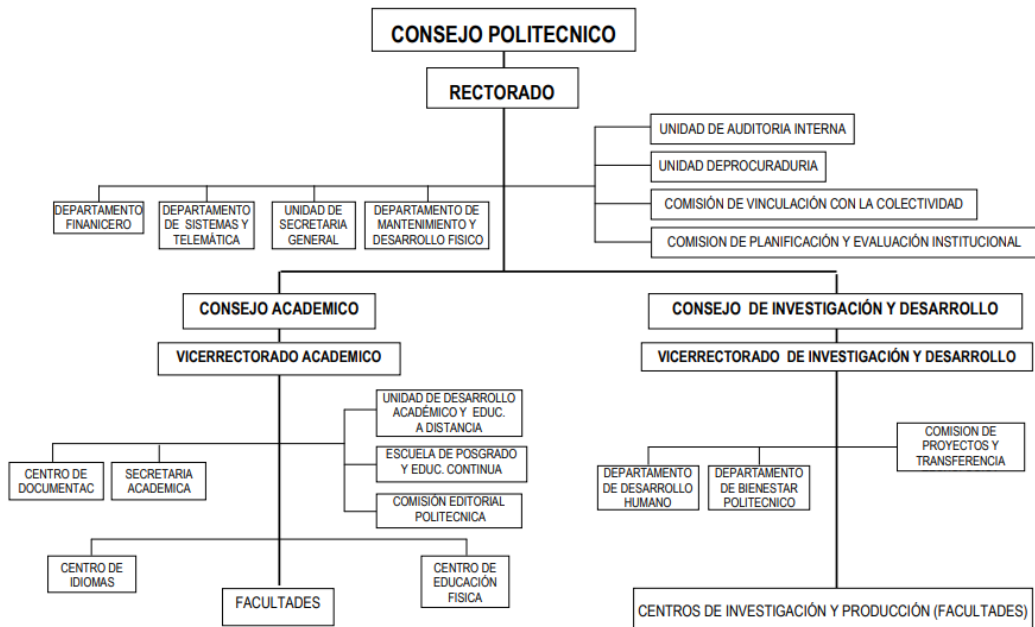 CONSEJO POLITECNICO
RECTORADO
UNIDAD DE AUDITORIA INTERNA
UNIDAD DEPROCURADURIA
COMISIÓN DE VINCULACIÓN CON LA COLECTIVIDAD
COMISION DE PLANIFICACIÓN Y EVALUACIÓN INSTITUCIONAL
DEPARTAMENTO
FINANICERO
DEPARTAMENTO
DE SISTEMAS Y
TELEMÁTICA
UNIDAD DE
SECRETARIA
GENERAL
DEPARTAMENTO DE
MANTENIMIENTO Y
DESARROLLO FISICO
CONSEJO ACADEMICO
VICERRECTORADO ACADEMICO
UNIDAD DE DESARROLLO
ACADÉMICO Y EDUC.
A DISTANCIA
ESCUELA DE POSGRADO
Y EDUC. CONTINUA
COMISIÓN EDITORIAL
POLITECNICA
CENTRO DE
DOCUMENTAC
SECRETARIA
ACADEMICA
CENTRO DE
IDIOMAS
FACULTADES
CENTRO DE
EDUCACIÓN
FISICA
CONSEJO DE INVESTIGACIÓN Y DESARROLLO
VICERRECTORADO DE INVESTIGACIÓN Y DESARROLLO
COMISION DE
PROYECTOS Y
TRANSFERENCIA
DEPARTAMENTO
DE DESARROLLO
HUMANO
DEPARTAMENTO
DE BIENESTAR
POLITECNICO
CENTROS DE INVESTIGACIÓN Y PRODUCCIÓN (FACULTADES)